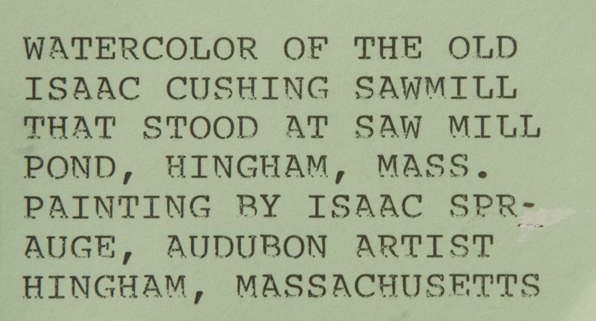 WATERCOLOR OF THE OLD
ISAAC CUSHING SAWMILL
THAT STOOD AT SAW MILL
POND, HINGHAM, MASS.
PAINTING BY ISAAC SPR-
AUGE, AUDUBON ARTIST
HINGHAM, MASSACHUSETTS